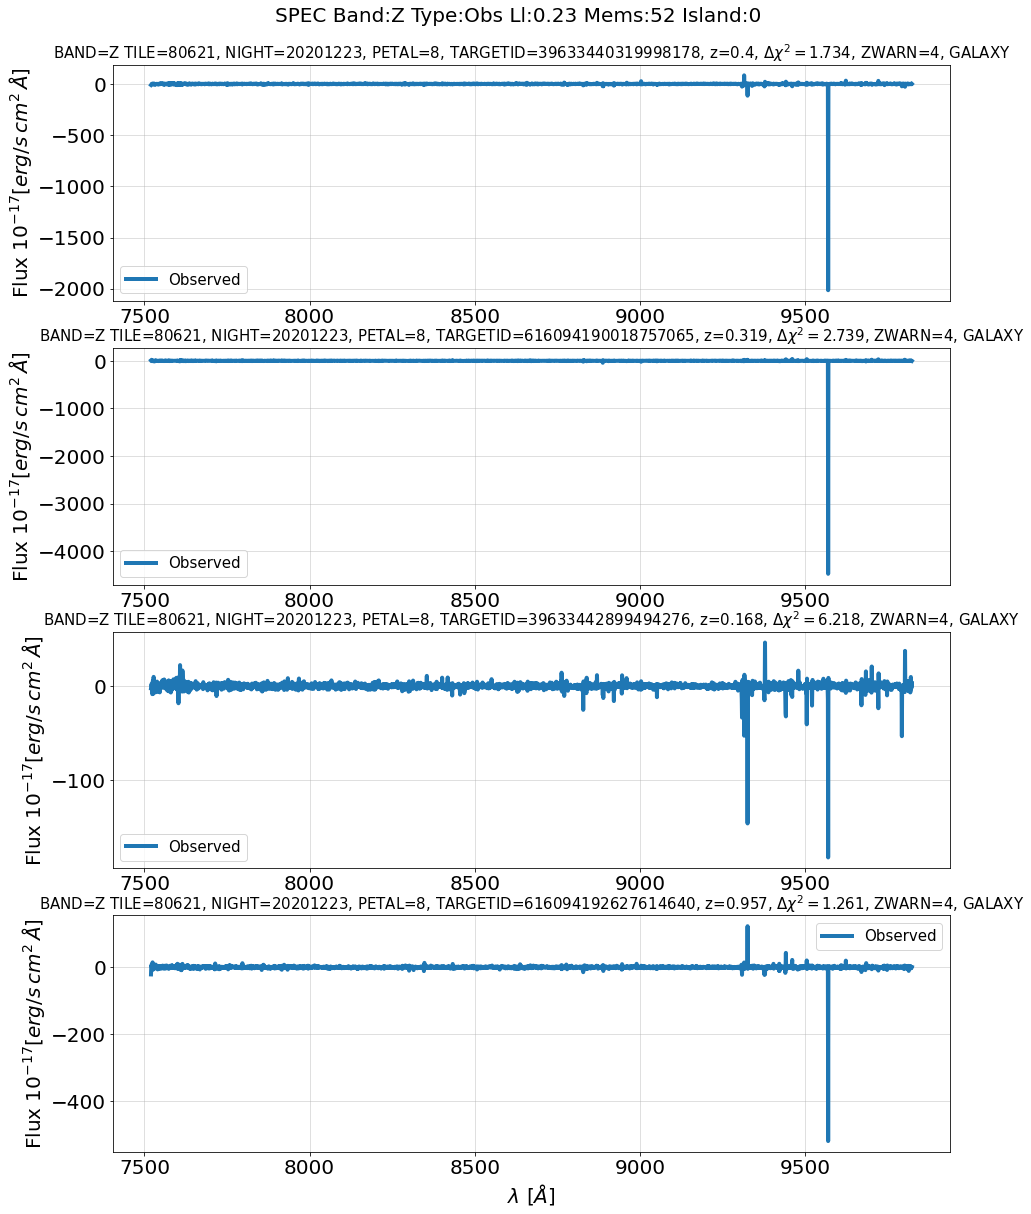 SPEC Band:Z Type:Obs Ll:0.23 Mems:52 Island:0
BAND=Z TILE=80621, NIGHT=20201223, PETAL=8, TARGETID=39633440319998178, z=0.4, Δχ²=1.734, ZWARN=4, GALAXY
Flux 10⁻¹⁷[erg/s cm² Å]
0
−500
−1000
−1500
−2000
Observed
7500 8000 8500 9000 9500
BAND=Z TILE=80621, NIGHT=20201223, PETAL=8, TARGETID=616094190018757065, z=0.319, Δχ²=2.739, ZWARN=4, GALAXY
Flux 10⁻¹⁷[erg/s cm² Å]
0
−1000
−2000
−3000
−4000
Observed
7500 8000 8500 9000 9500
BAND=Z TILE=80621, NIGHT=20201223, PETAL=8, TARGETID=39633442899494276, z=0.168, Δχ²=6.218, ZWARN=4, GALAXY
Flux 10⁻¹⁷[erg/s cm² Å]
0
−100
Observed
7500 8000 8500 9000 9500
BAND=Z TILE=80621, NIGHT=20201223, PETAL=8, TARGETID=616094192627614640, z=0.957, Δχ²=1.261, ZWARN=4, GALAXY
Flux 10⁻¹⁷[erg/s cm² Å]
Observed
0
−200
−400
7500 8000 8500 9000 9500
λ [Å]